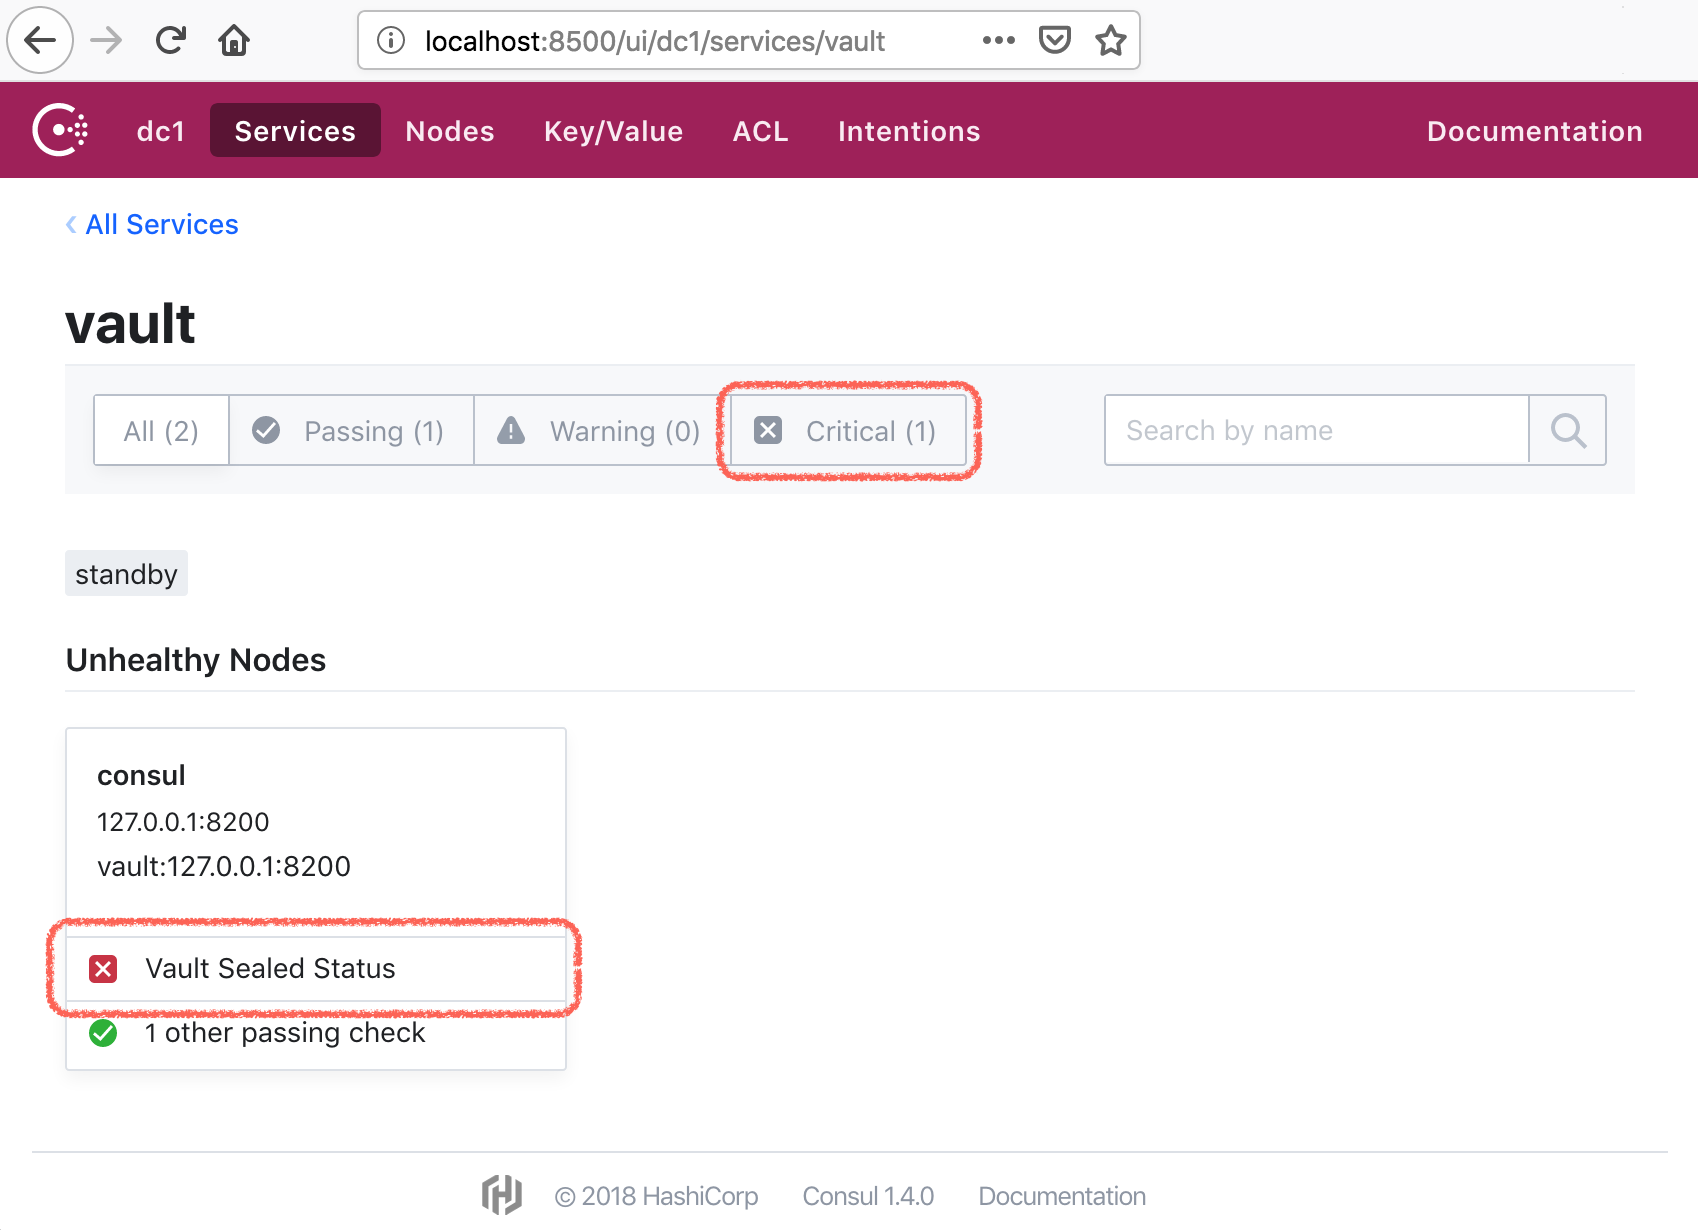 localhost:8500/ui/dc1/services/vault
dc1 Services Nodes Key/Value ACL Intentions Documentation
All Services
vault
All (2) Passing (1) Warning (0) Critical (1) Search by name
standby
Unhealthy Nodes
consul
127.0.0.1:8200
vault:127.0.0.1:8200
Vault Sealed Status
1 other passing check
© 2018 HashiCorp Consul 1.4.0 Documentation